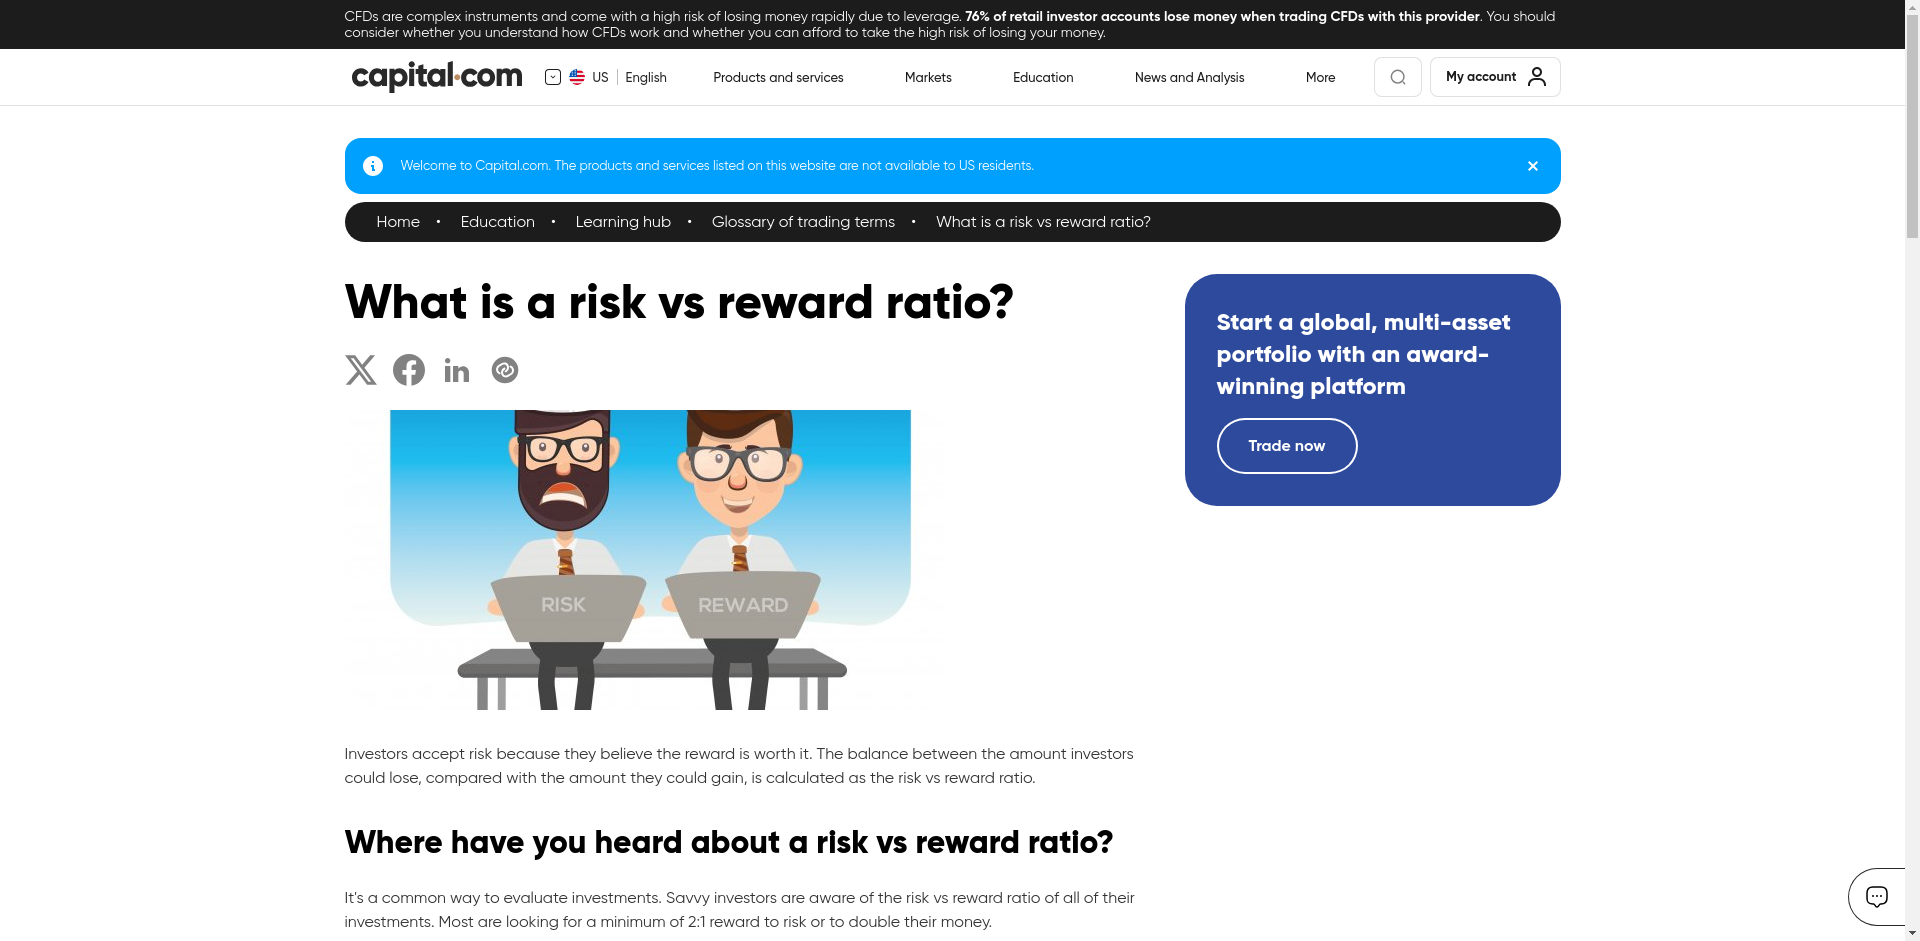 CFDs are complex instruments and come with a high risk of losing money rapidly due to leverage. 76% of retail investor accounts lose money when trading CFDs with this provider. You should
consider whether you understand how CFDs work and whether you can afford to take the high risk of losing your money.
capital.com
US English
Products and services
Markets
Education
News and Analysis
More
My account
Welcome to Capital.com. The products and services listed on this website are not available to US residents.
Home • Education • Learning hub • Glossary of trading terms • What is a risk vs reward ratio?
What is a risk vs reward ratio?
Start a global, multi-asset
portfolio with an award-
winning platform
Trade now
RISK
REWARD
Investors accept risk because they believe the reward is worth it. The balance between the amount investors
could lose, compared with the amount they could gain, is calculated as the risk vs reward ratio.
Where have you heard about a risk vs reward ratio?
It's a common way to evaluate investments. Savvy investors are aware of the risk vs reward ratio of all of their
investments. Most are looking for a minimum of 2:1 reward to risk or to double their money.